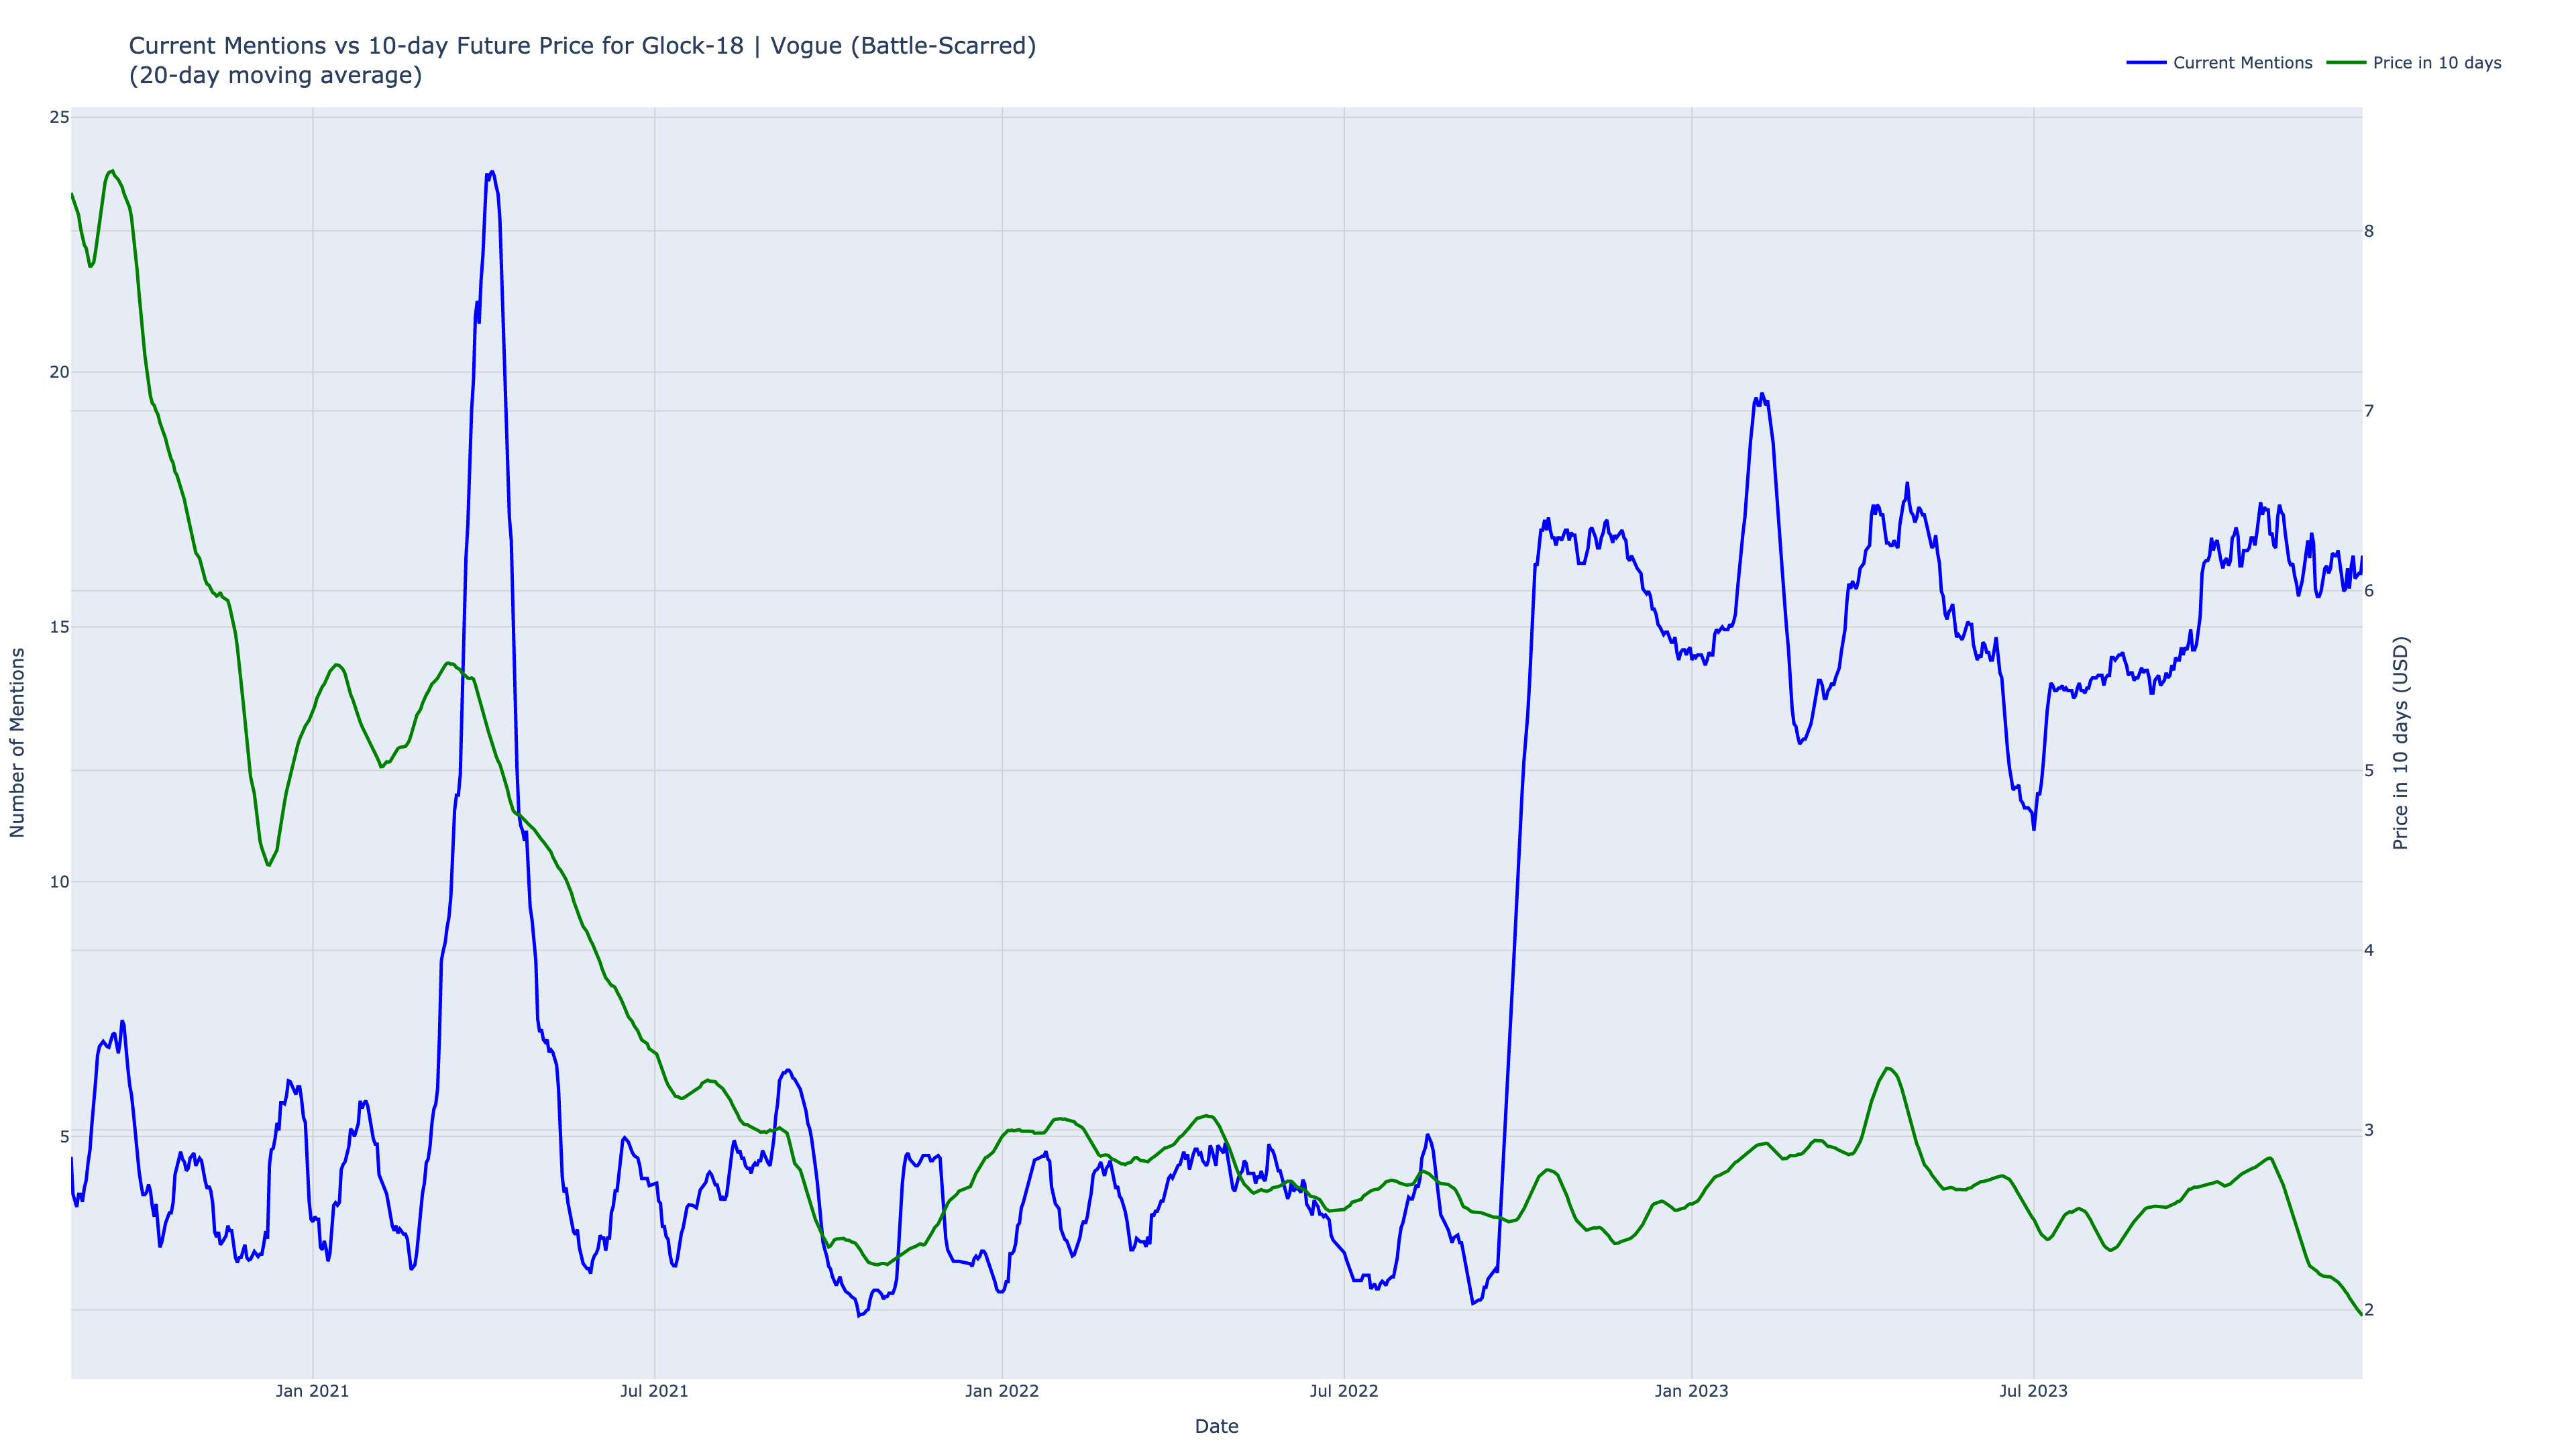 Current Mentions vs 10-day Future Price for Glock-18 | Vogue (Battle-Scarred)
(20-day moving average)
Current Mentions
Price in 10 days
25
20
15
10
5
Number of Mentions
8
7
6
5
4
3
2
Price in 10 days (USD)
Jan 2021
Jul 2021
Jan 2022
Jul 2022
Jan 2023
Jul 2023
Date